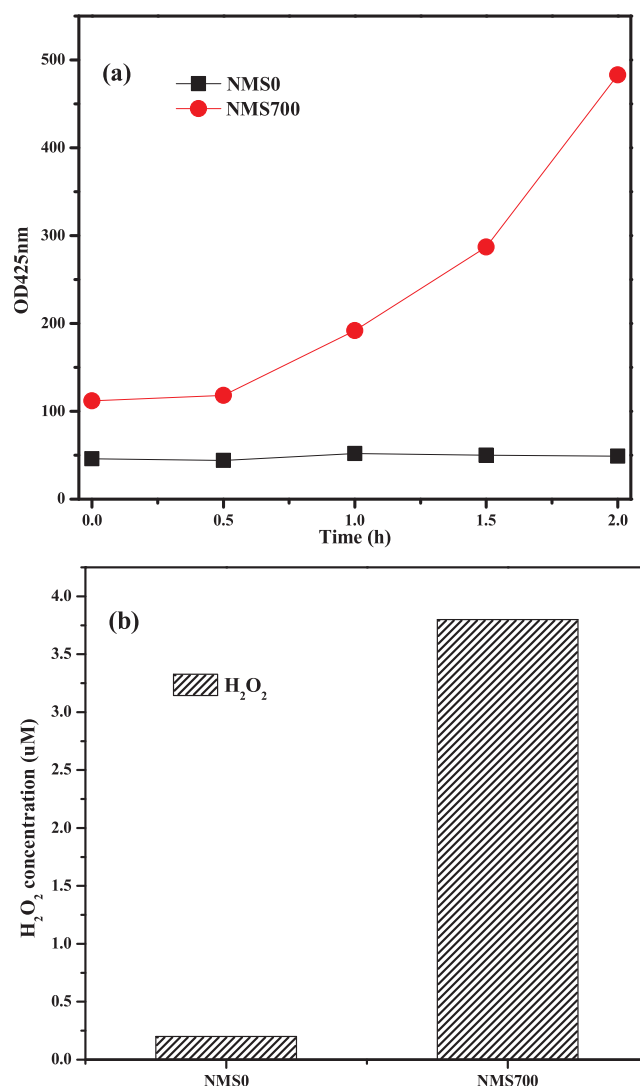 (a)
NMS0
NMS700
500
400
300
200
100
0
OD425nm
0.0 0.5 1.0 1.5 2.0
Time (h)
(b)
H₂O₂
4.0
3.5
3.0
2.5
2.0
1.5
1.0
0.5
0.0
H₂O₂ concentration (uM)
NMS0 NMS700